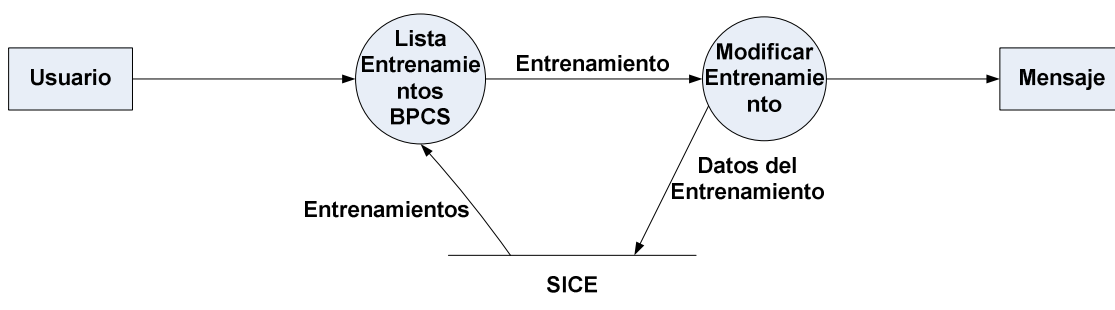 Usuario
Lista
Entrenamie
ntos
BPCS
Entrenamiento
Modificar
Entrenamie
nto
Mensaje
Datos del
Entrenamiento
Entrenamientos
SICE